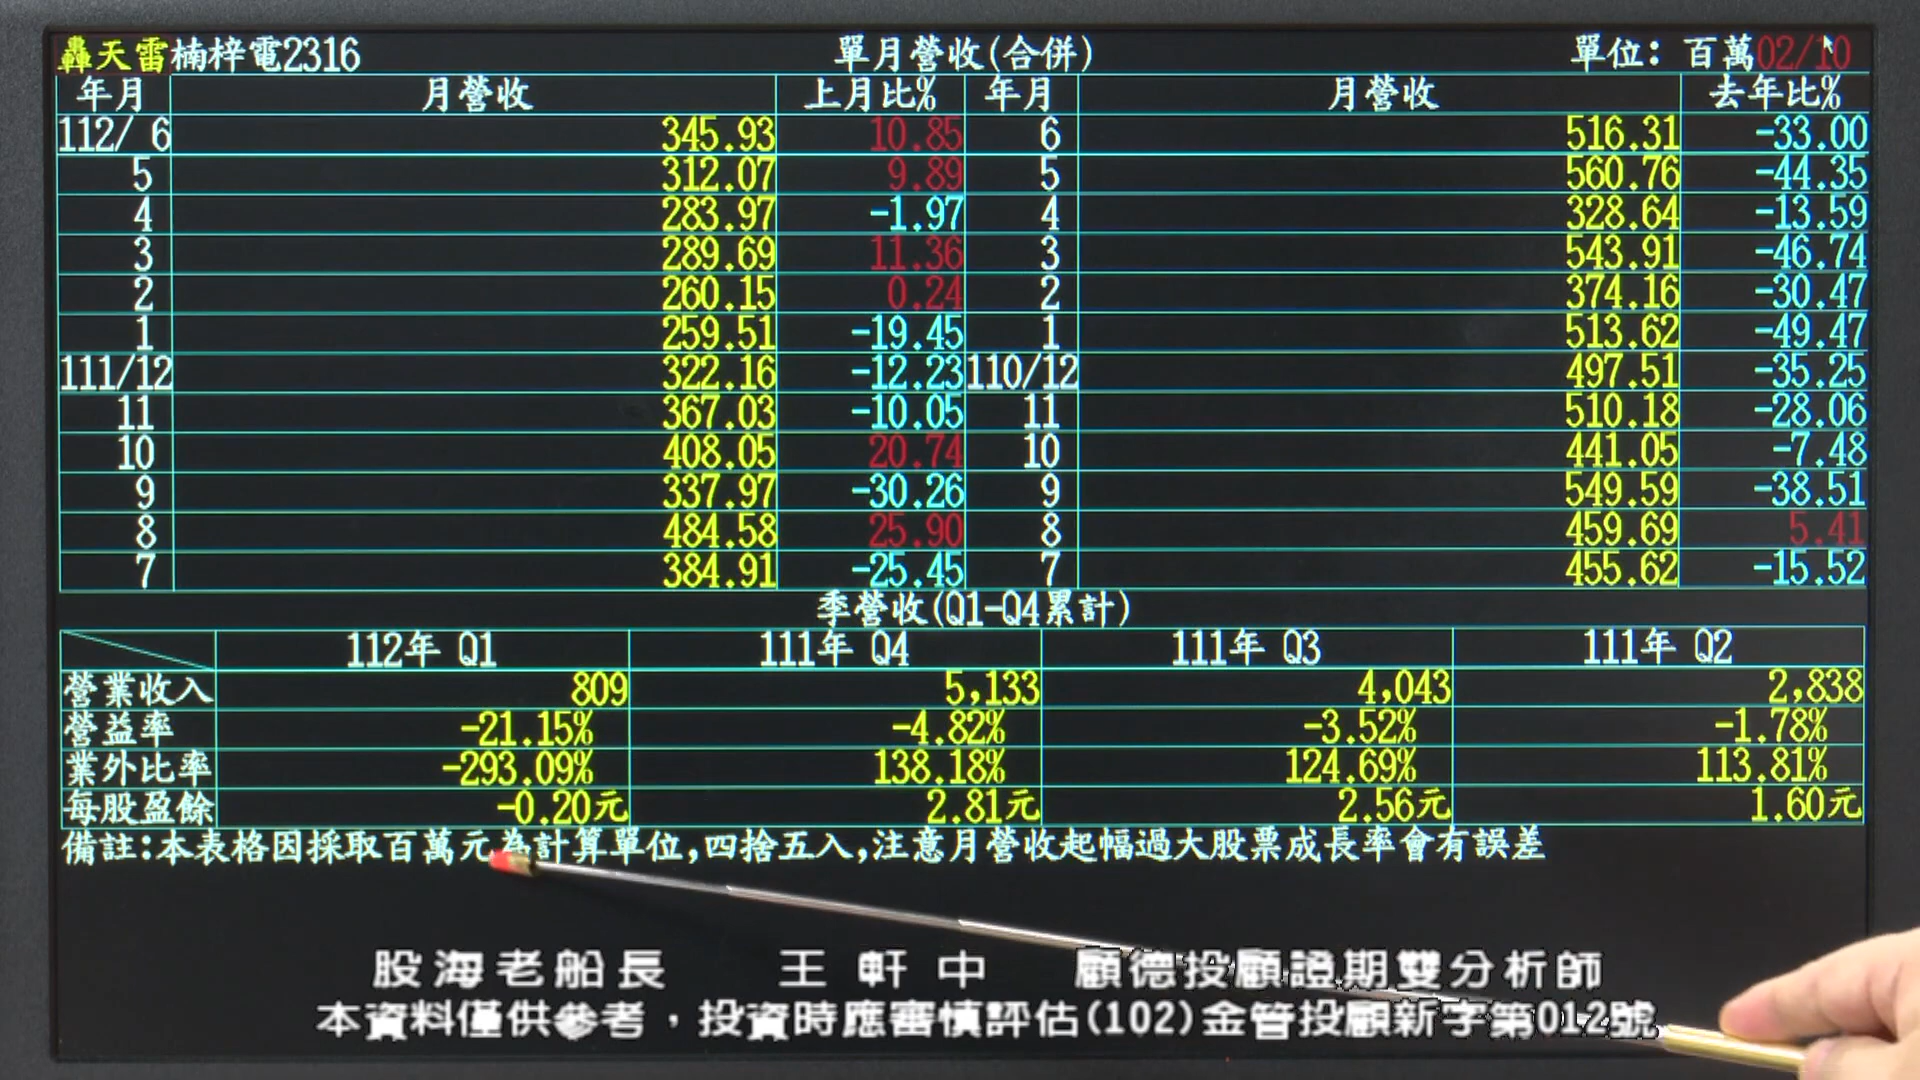 轟天雷楠梓電2316 單月營收(合併) 單位：百萬02/10
年月 月營收 上月比% 年月 月營收 去年比%
112/ 6 345.93 10.85 6 516.31 -33.00
5 312.07 9.89 5 560.76 -44.35
4 283.97 -1.97 4 328.64 -13.59
3 289.69 11.36 3 543.91 -46.74
2 260.15 0.24 2 374.16 -30.47
1 259.51 -19.45 1 513.62 -49.47
111/12 322.16 -12.23 110/12 497.51 -35.25
11 367.03 -10.05 11 510.18 -28.06
10 408.05 20.74 10 441.05 -7.48
9 337.97 -30.26 9 549.59 -38.51
8 484.58 25.90 8 459.69 5.41
7 384.91 -25.45 7 455.62 -15.52
季營收(Q1-Q4累計)
112年 Q1 111年 Q4 111年 Q3 111年 Q2
營業收入 809 5,133 4,043 2,838
營益率 -21.15% -4.82% -3.52% -1.78%
業外比率 -293.09% 138.18% 124.69% 113.81%
每股盈餘 -0.20元 2.81元 2.56元 1.60元
備註:本表格因採取百萬元為計算單位,四捨五入,注意月營收起幅過大股票成長率會有誤差
股海老船長 王軒中 顧德投顧證期雙分析師
本資料僅供參考，投資時應審慎評估(102)金管投顧新字第012號